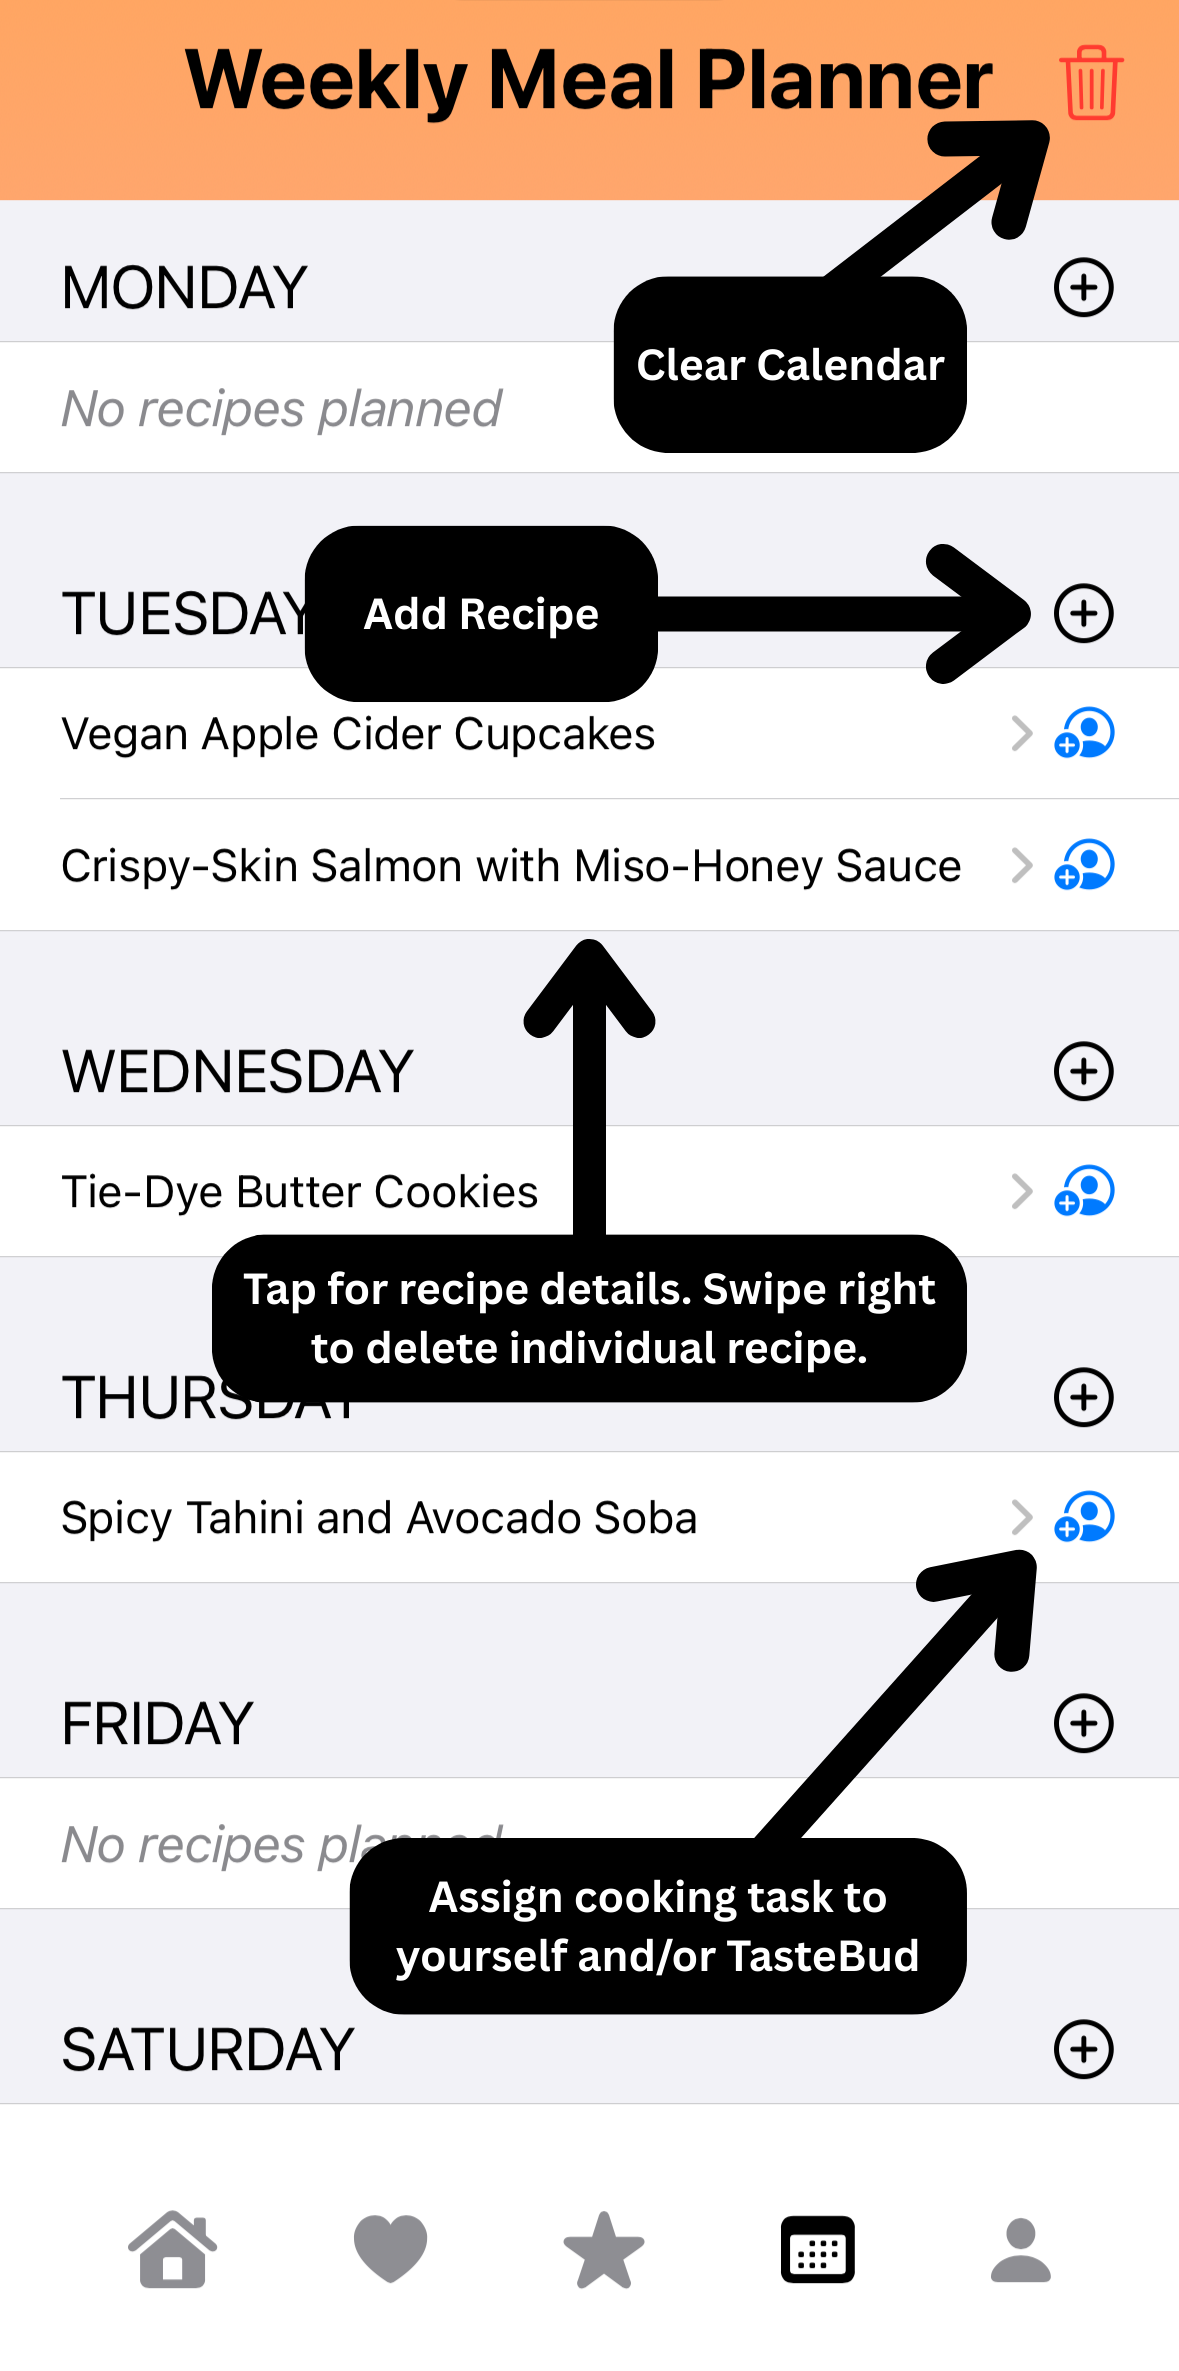 Weekly Meal Planner
MONDAY
Clear Calendar
No recipes planned
TUESDAY
Add Recipe
Vegan Apple Cider Cupcakes
Crispy-Skin Salmon with Miso-Honey Sauce
WEDNESDAY
Tie-Dye Butter Cookies
Tap for recipe details. Swipe right
to delete individual recipe.
THURSDAY
Spicy Tahini and Avocado Soba
FRIDAY
No recipes planned
Assign cooking task to
yourself and/or TasteBud
SATURDAY